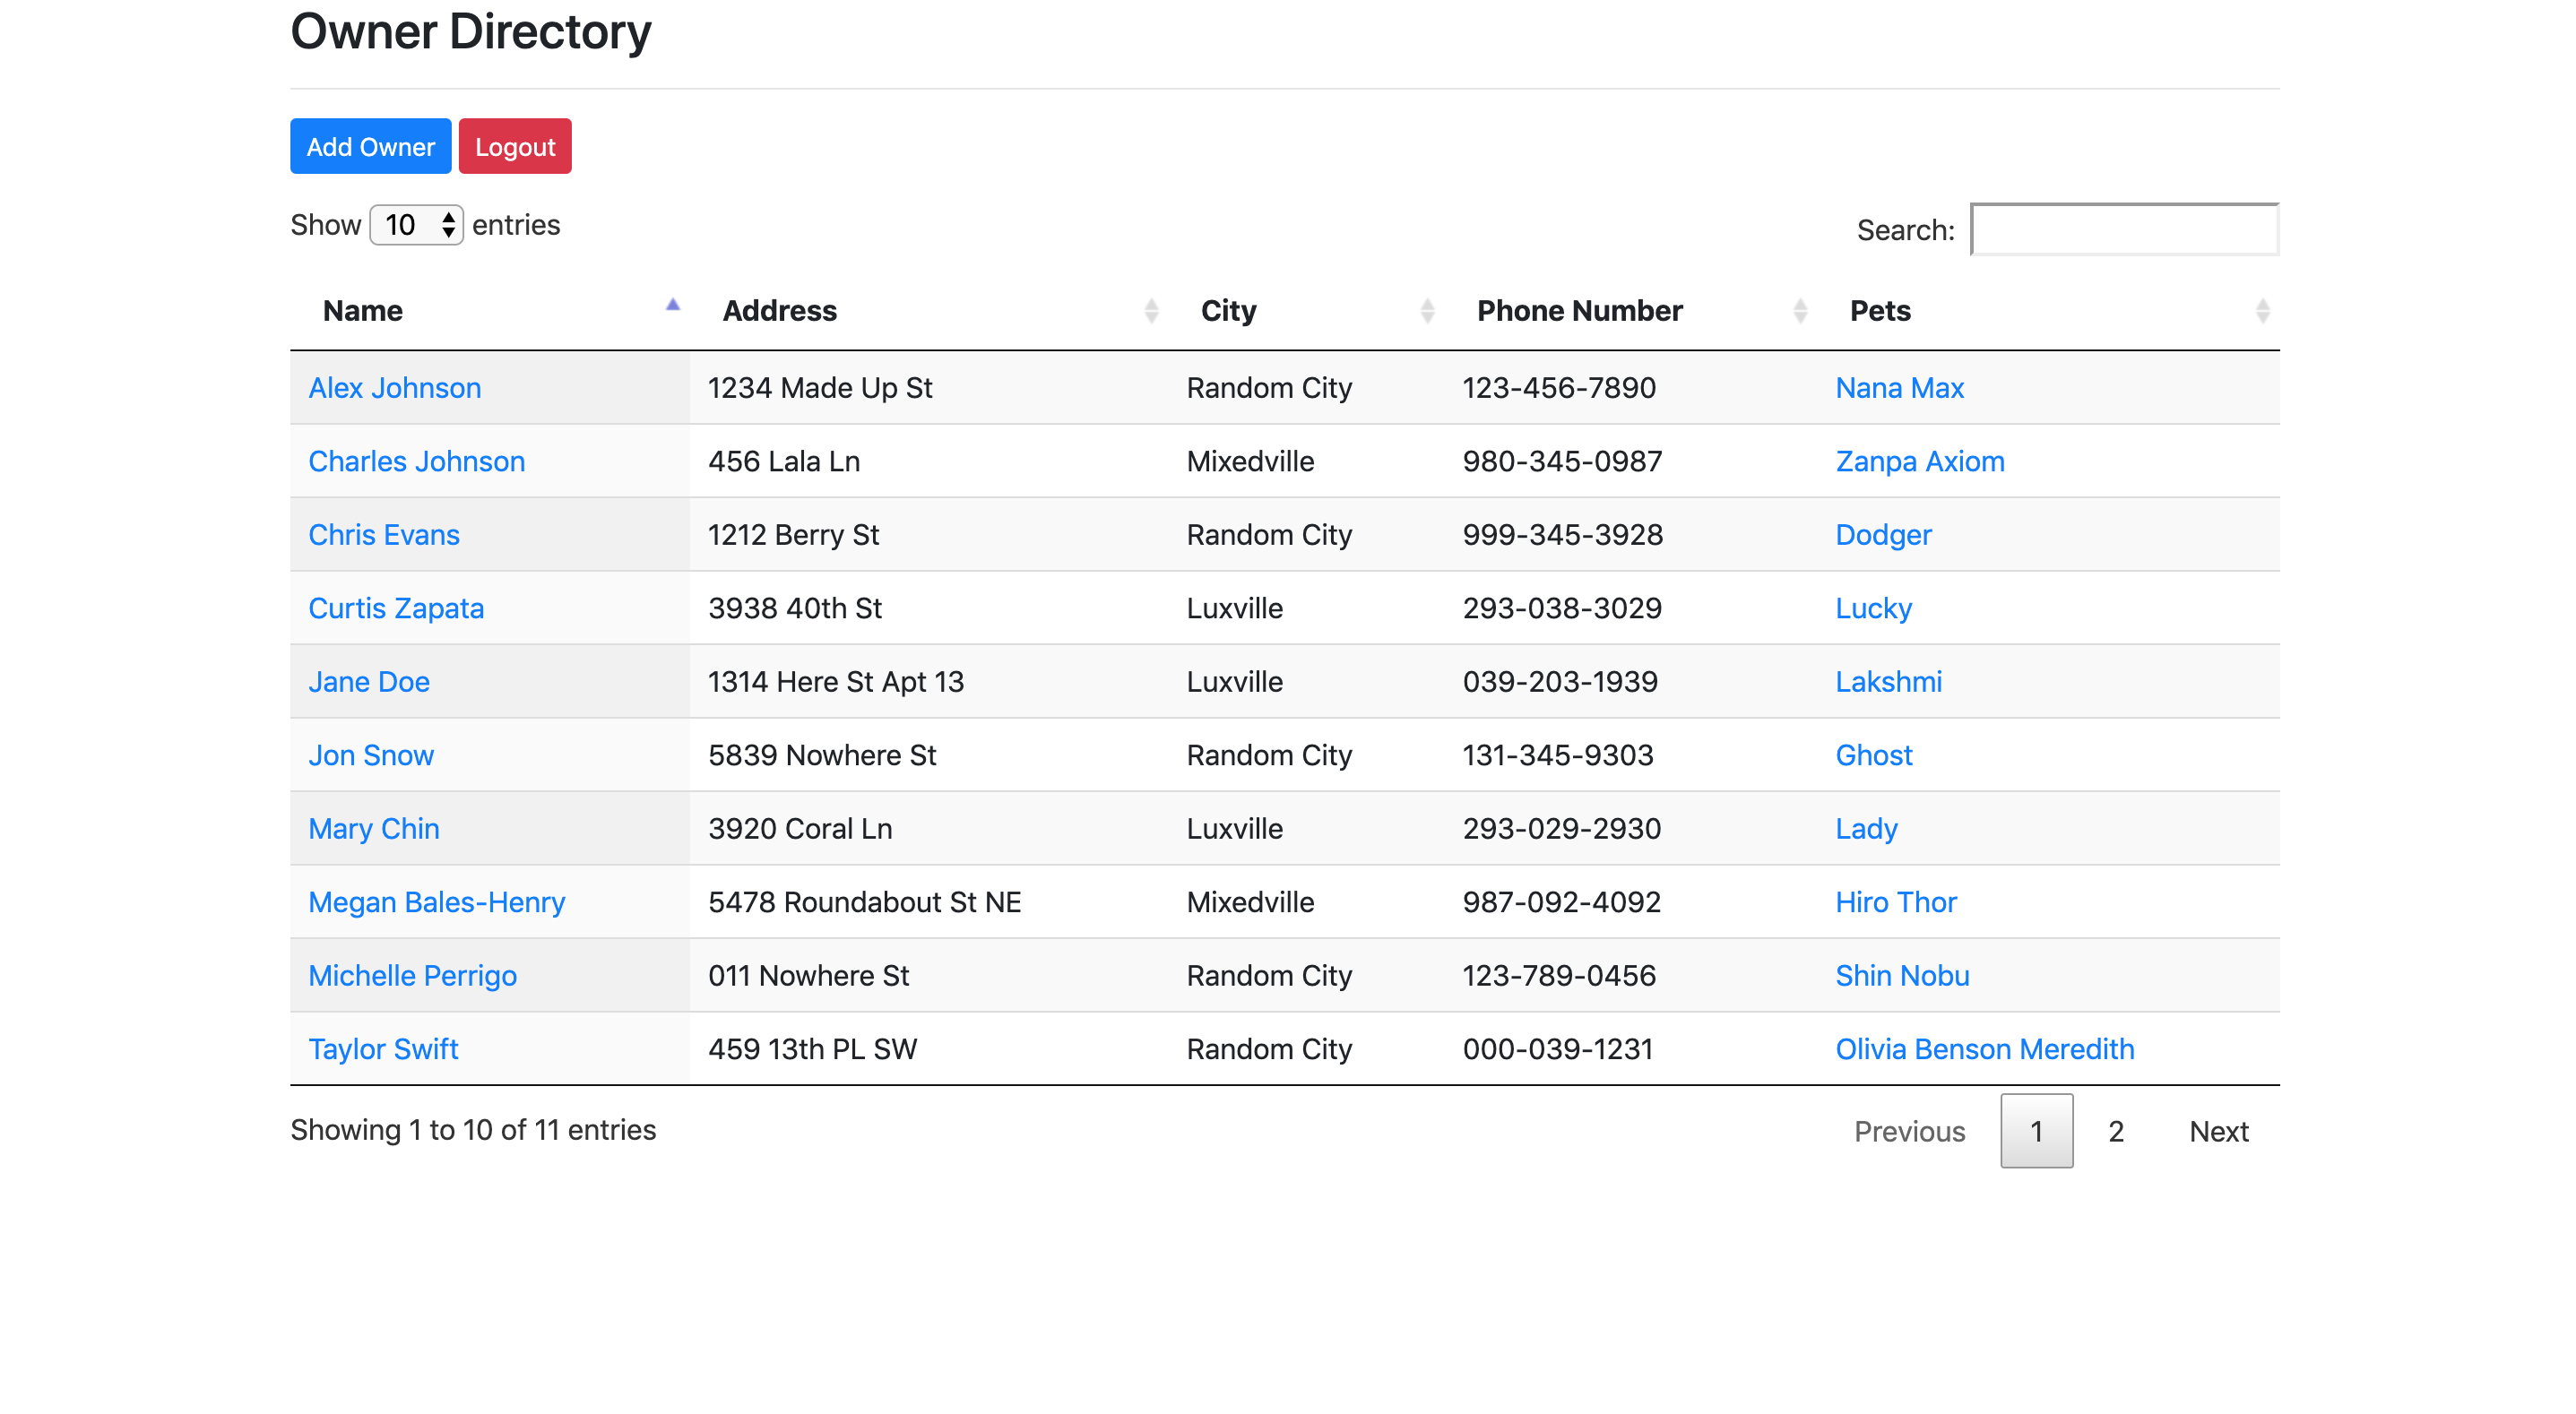 Owner Directory
Add Owner Logout
Show 10 entries Search:
Name Address City Phone Number Pets
Alex Johnson 1234 Made Up St Random City 123-456-7890 Nana Max
Charles Johnson 456 Lala Ln Mixedville 980-345-0987 Zanpa Axiom
Chris Evans 1212 Berry St Random City 999-345-3928 Dodger
Curtis Zapata 3938 40th St Luxville 293-038-3029 Lucky
Jane Doe 1314 Here St Apt 13 Luxville 039-203-1939 Lakshmi
Jon Snow 5839 Nowhere St Random City 131-345-9303 Ghost
Mary Chin 3920 Coral Ln Luxville 293-029-2930 Lady
Megan Bales-Henry 5478 Roundabout St NE Mixedville 987-092-4092 Hiro Thor
Michelle Perrigo 011 Nowhere St Random City 123-789-0456 Shin Nobu
Taylor Swift 459 13th PL SW Random City 000-039-1231 Olivia Benson Meredith
Showing 1 to 10 of 11 entries Previous 1 2 Next